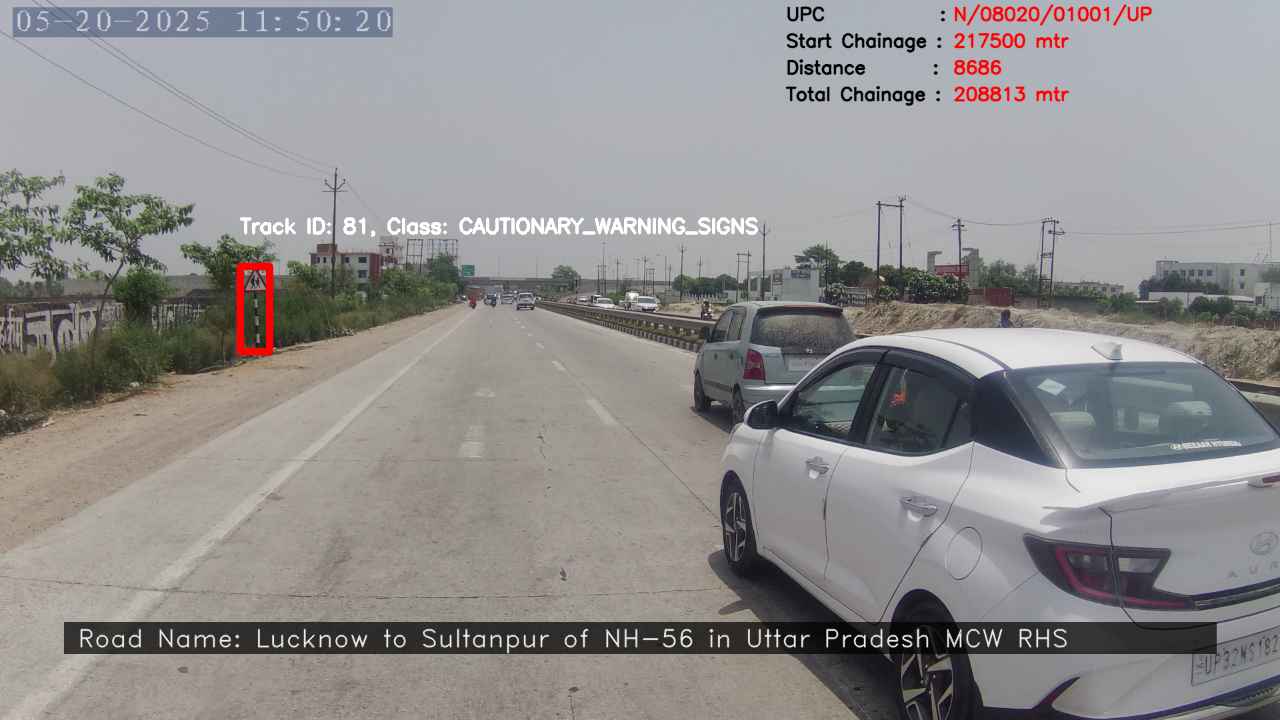 05-20-2025 11:50:20
UPC : N/08020/01001/UP
Start Chainage : 217500 mtr
Distance : 8686
Total Chainage : 208813 mtr
Track ID: 81, Class: CAUTIONARY_WARNING_SIGNS
AUR
Road Name: Lucknow to Sultanpur of NH-56 in Uttar Pradesh MCW RHS